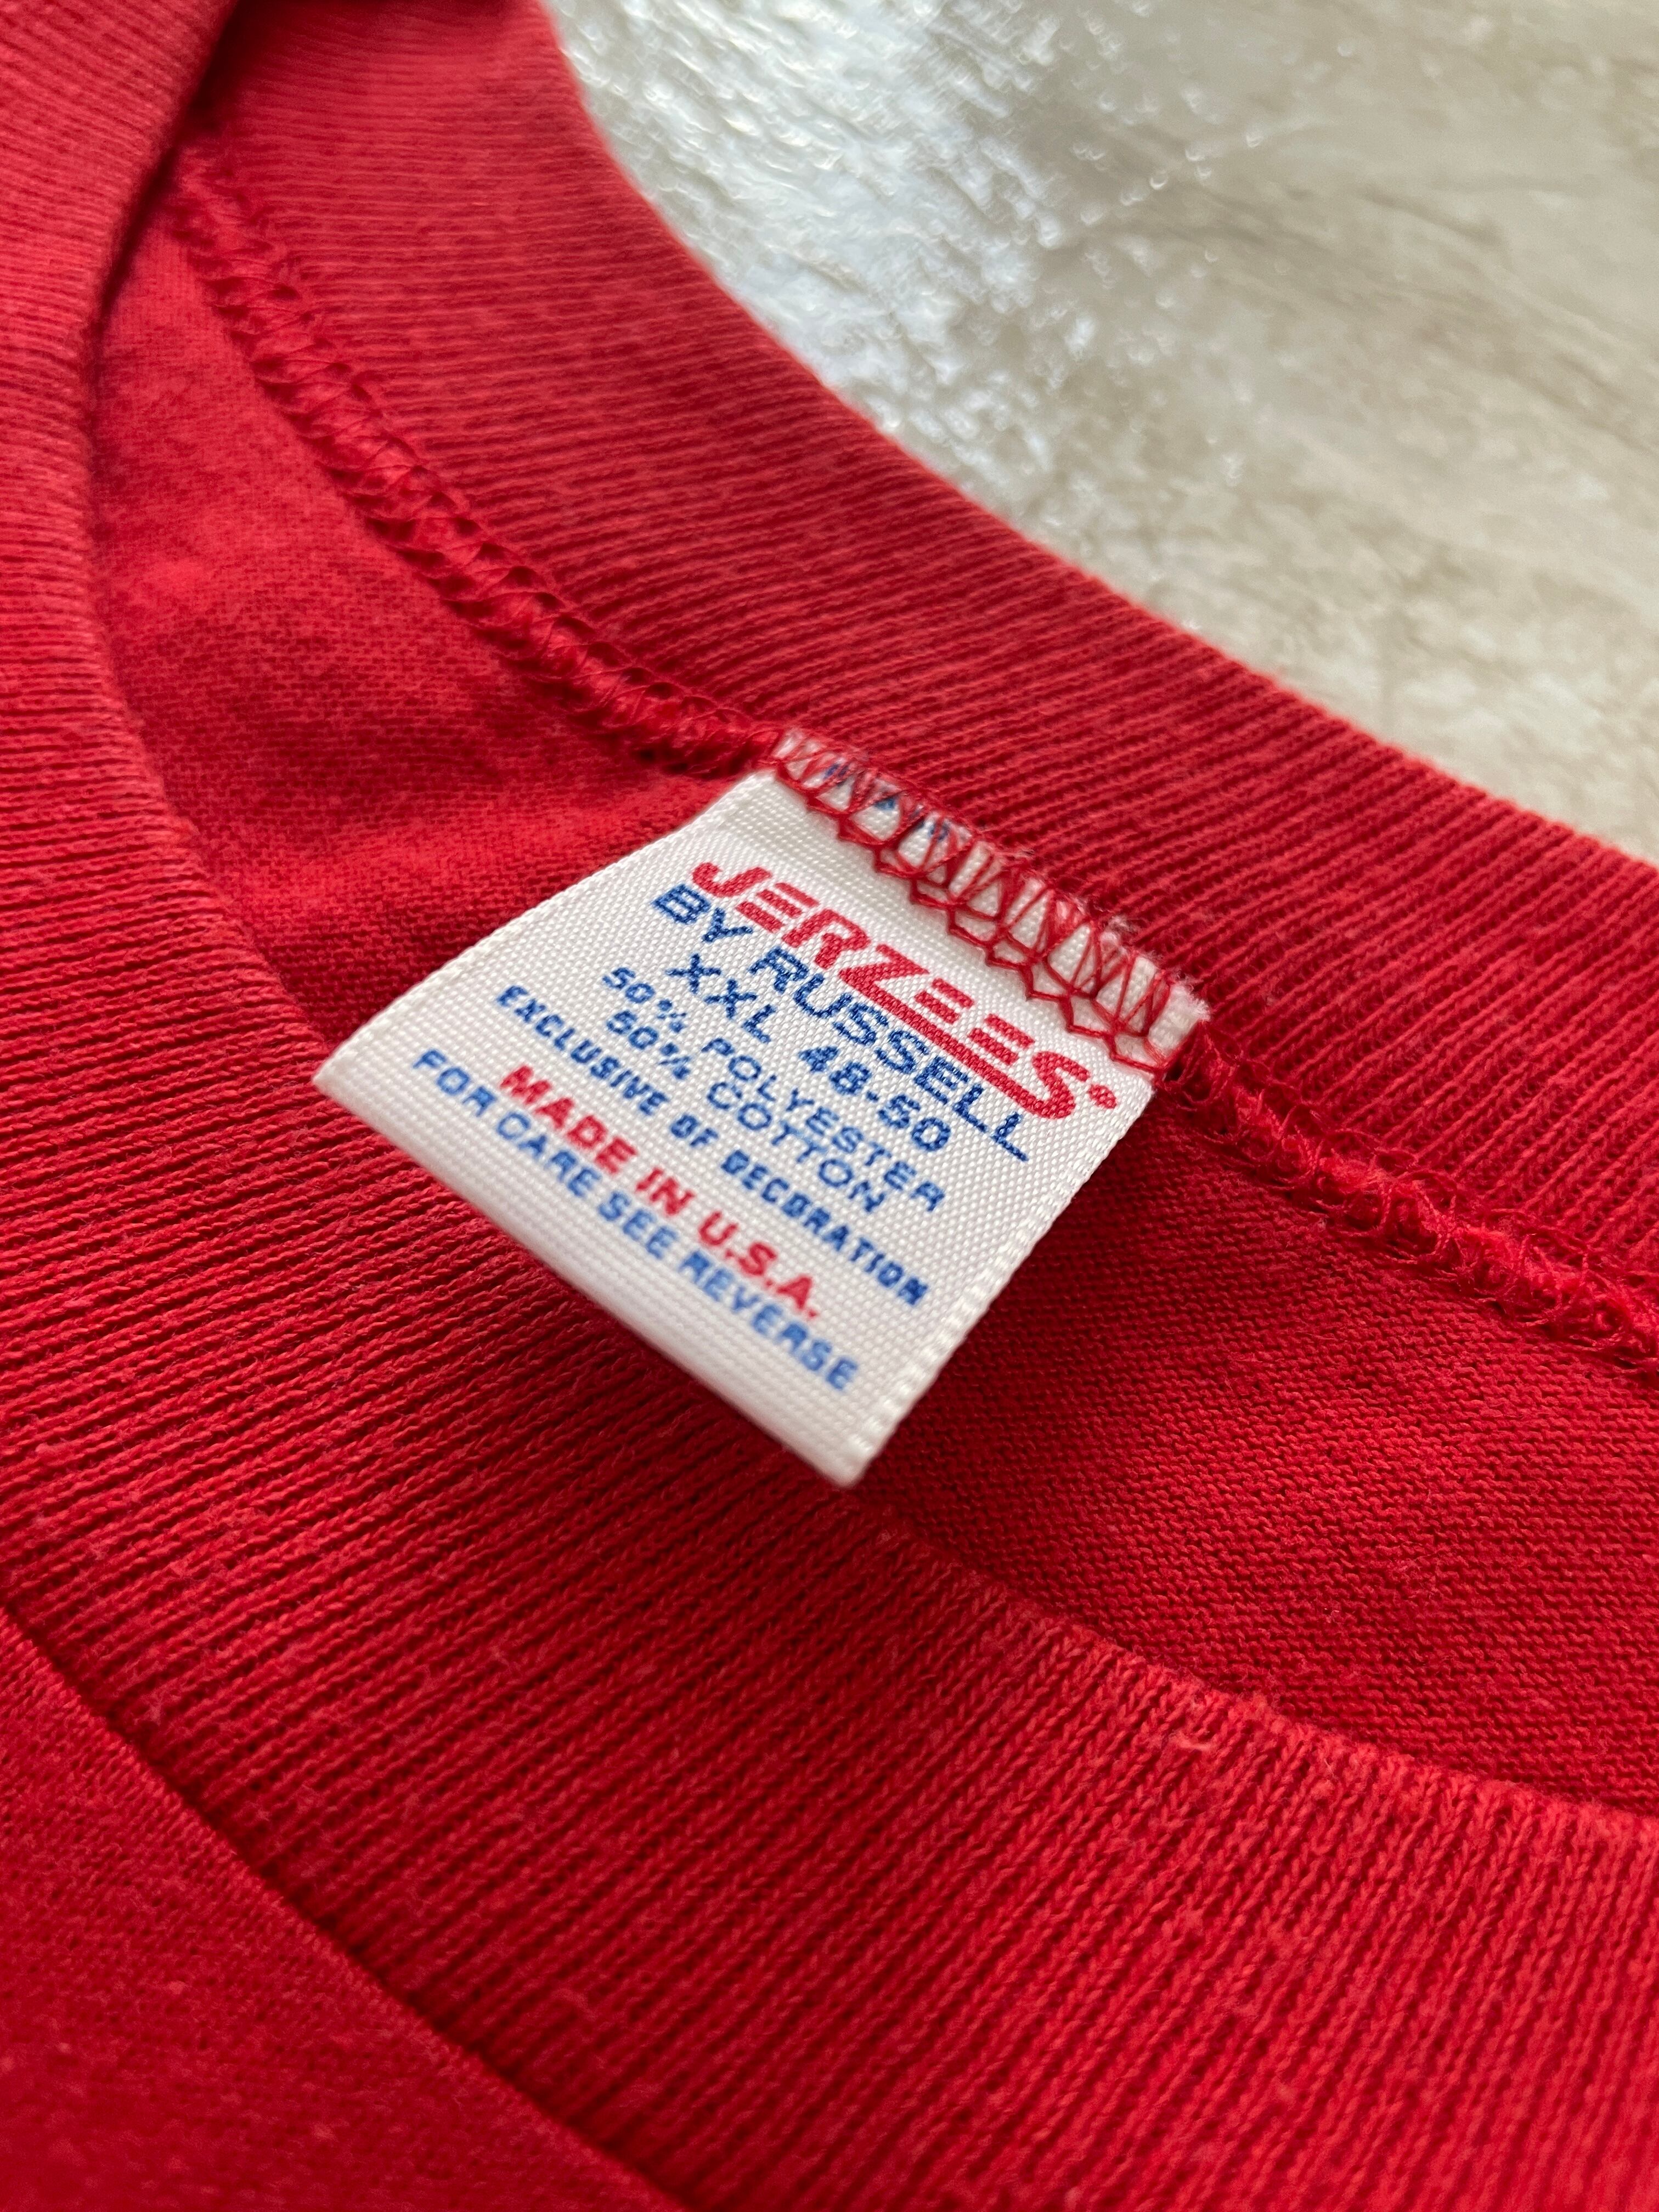 JERZEES®
BY RUSSELL
XXL 48-50
50% POLYESTER
50% COTTON
EXCLUSIVE OF DECORATION
MADE IN U.S.A.
FOR CARE SEE REVERSE